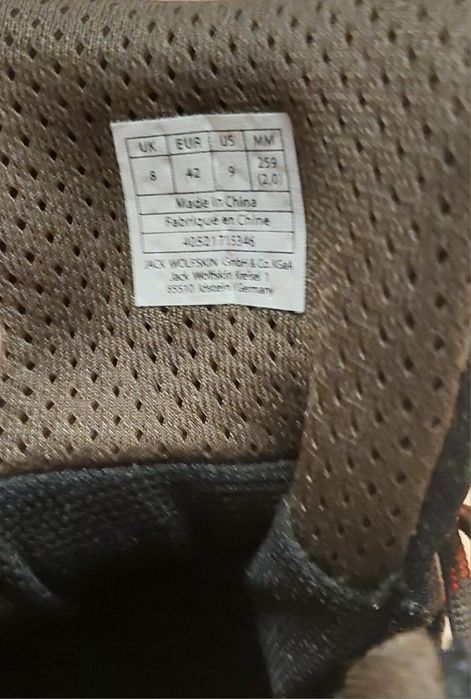 UK EUR US MM
8 42 9 259 (2,0)
Made in China
Fabriqué en Chine
JACK WOLFSKIN GmbH & Co. KGaA
Jack Wolfskin Kreisel 1
65510 Idstein / Germany